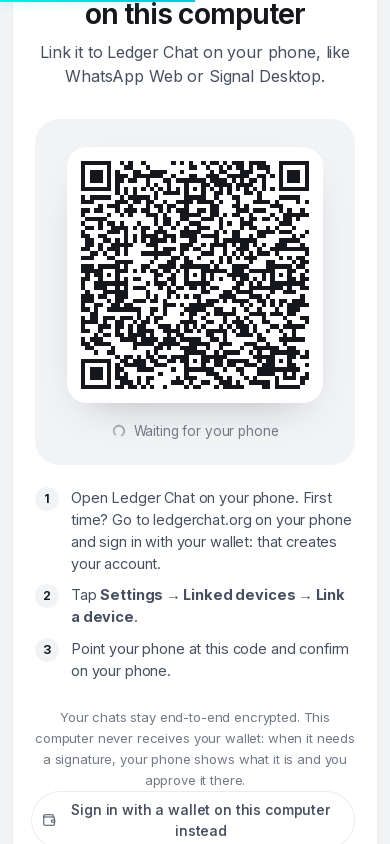 on this computer
Link it to Ledger Chat on your phone, like
WhatsApp Web or Signal Desktop.
Waiting for your phone
1 Open Ledger Chat on your phone. First
time? Go to ledgerchat.org on your phone
and sign in with your wallet: that creates
your account.
2 Tap Settings → Linked devices → Link
a device.
3 Point your phone at this code and confirm
on your phone.
Your chats stay end-to-end encrypted. This
computer never receives your wallet: when it needs
a signature, your phone shows what it is and you
approve it there.
Sign in with a wallet on this computer
instead